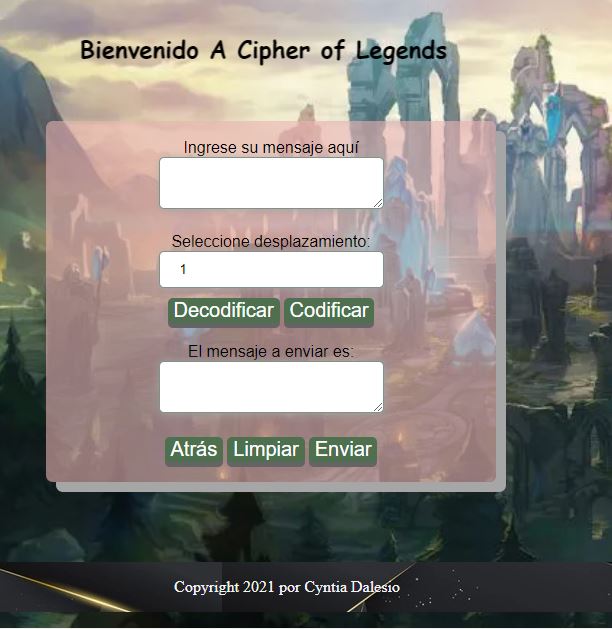 Bienvenido A Cipher of Legends
Ingrese su mensaje aquí
Seleccione desplazamiento:
1
Decodificar Codificar
El mensaje a enviar es:
Atrás Limpiar Enviar
Copyright 2021 por Cyntia Dalesio